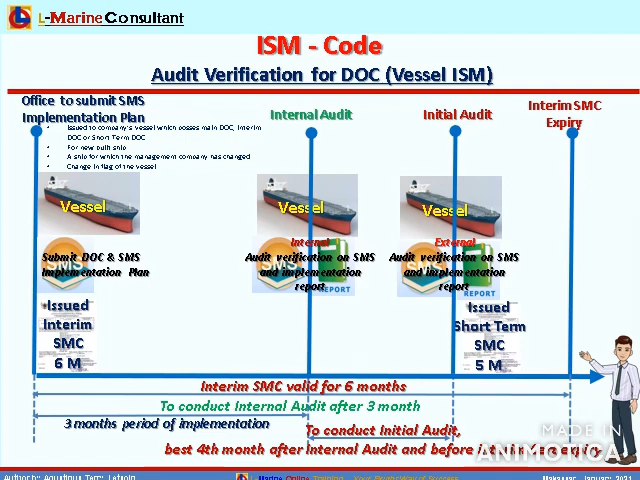 L-Marine Consultant
ISM - Code
Audit Verification for DOC (Vessel ISM)
Office to submit SMS
Implementation Plan
Internal Audit
Initial Audit
Interim SMC
Expiry
• Issued to company's vessel which posses main DOC, Interim
DOC or Short Term DOC
• For new built ship
• A ship for which the management company has changed
• Change in flag of the vessel
Vessel
Vessel
Vessel
Submit DOC & SMS
Implementation Plan
Internal
Audit verification on SMS
and implementation
report
REPORT
External
Audit verification on SMS
and implementation
report
REPORT
Issued
Interim
SMC
6 M
Issued
Short Term
SMC
5 M
Interim SMC valid for 6 months
To conduct Internal Audit after 3 month
3 months period of implementation
To conduct Initial Audit,
best 4th month after Internal Audit and before expiry
MADE IN
ANIMOTICA
Author by
L-Marine Online
Makassar, January 2021